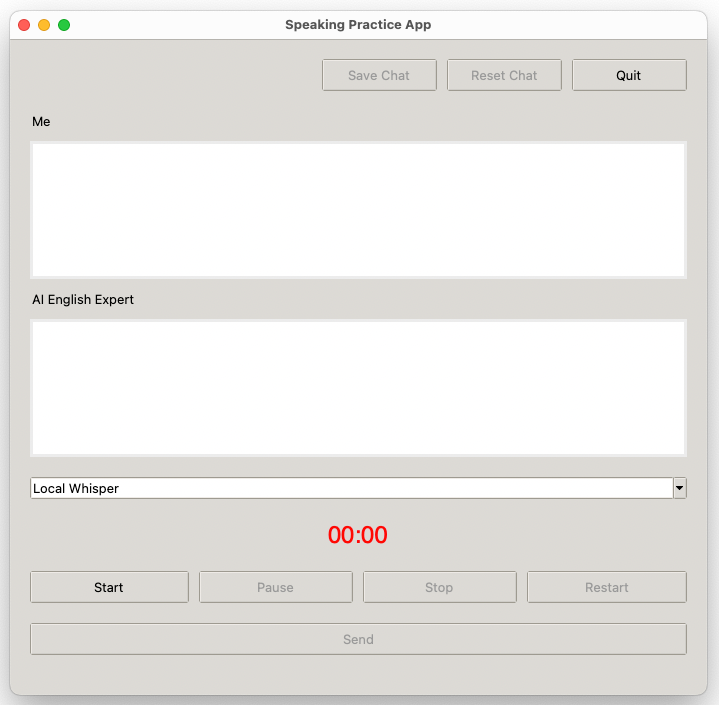 Speaking Practice App
Save Chat Reset Chat Quit
Me
AI English Expert
Local Whisper
00:00
Start Pause Stop Restart
Send